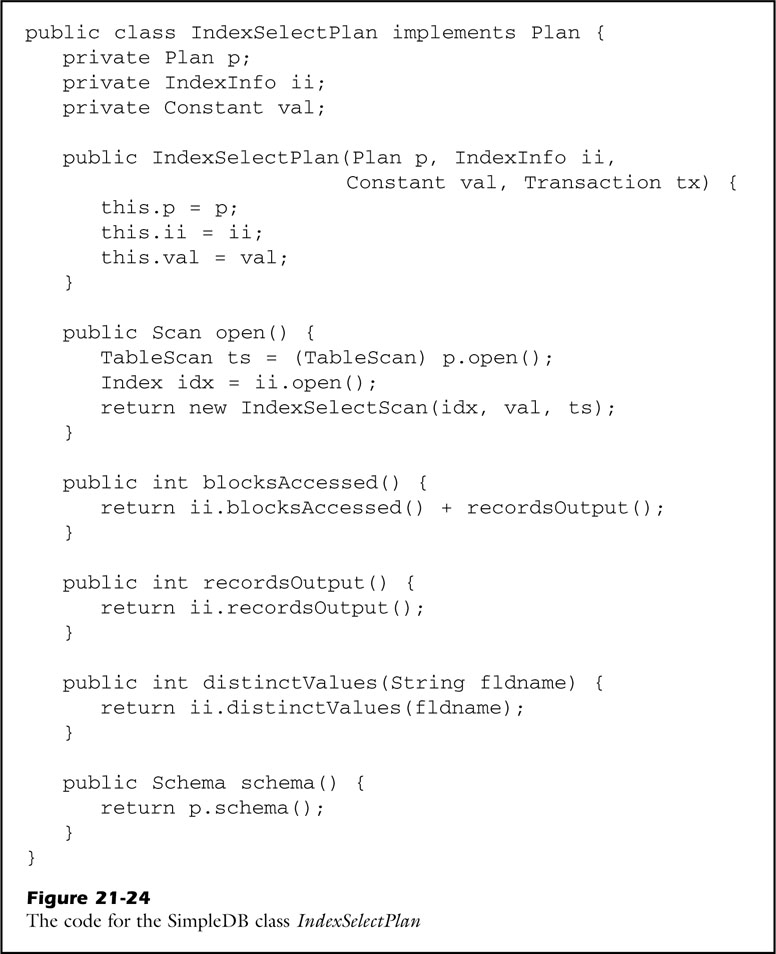 public class IndexSelectPlan implements Plan {
   private Plan p;
   private IndexInfo ii;
   private Constant val;

   public IndexSelectPlan(Plan p, IndexInfo ii,
                          Constant val, Transaction tx) {
      this.p = p;
      this.ii = ii;
      this.val = val;
   }

   public Scan open() {
      TableScan ts = (TableScan) p.open();
      Index idx = ii.open();
      return new IndexSelectScan(idx, val, ts);
   }

   public int blocksAccessed() {
      return ii.blocksAccessed() + recordsOutput();
   }

   public int recordsOutput() {
      return ii.recordsOutput();
   }

   public int distinctValues(String fldname) {
      return ii.distinctValues(fldname);
   }

   public Schema schema() {
      return p.schema();
   }
}
Figure 21-24
The code for the SimpleDB class IndexSelectPlan